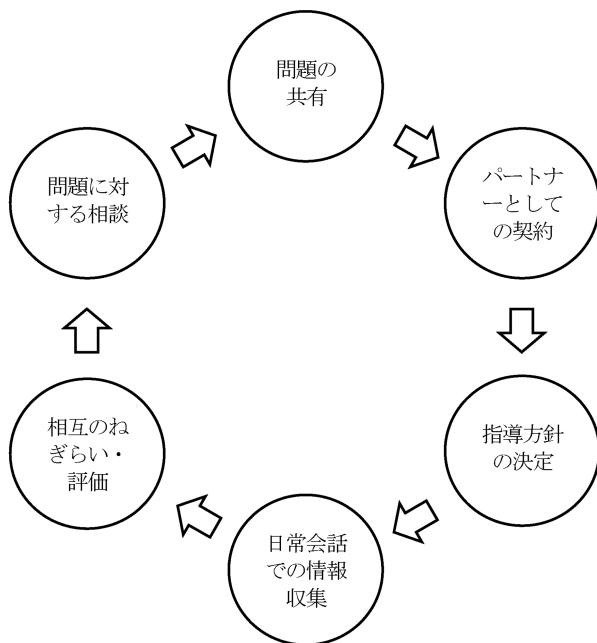 問題の
共有
パートナ
ーとして
の契約
指導方針
の決定
日常会話
での情報
収集
相互のね
ぎらい・
評価
問題に対
する相談